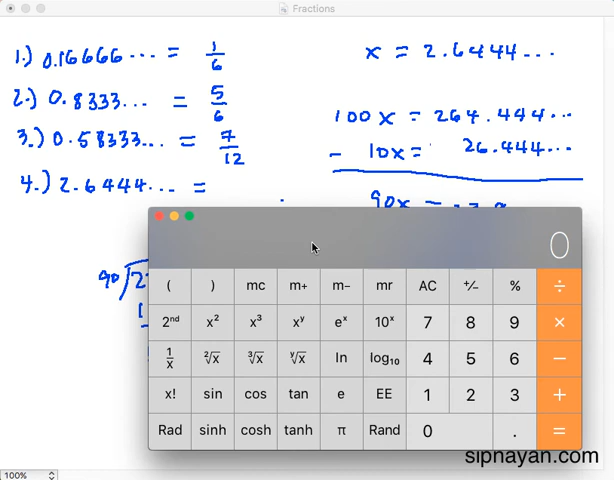 Fractions
1.) 0.16666... = 1/6
2.) 0.8333... = 5/6
3.) 0.58333... = 7/12
4.) 2.6444... =
x = 2.6444...
100x = 264.444...
- 10x = 26.444...
90x =
90
0
( ) mc m+ m- mr AC +/- % ÷
2nd x² x³ xʸ eˣ 10ˣ 7 8 9 ×
1/x ²√x ³√x ʸ√x ln log₁₀ 4 5 6 −
x! sin cos tan e EE 1 2 3 +
Rad sinh cosh tanh π Rand 0 . =
sipnayan.com
100%